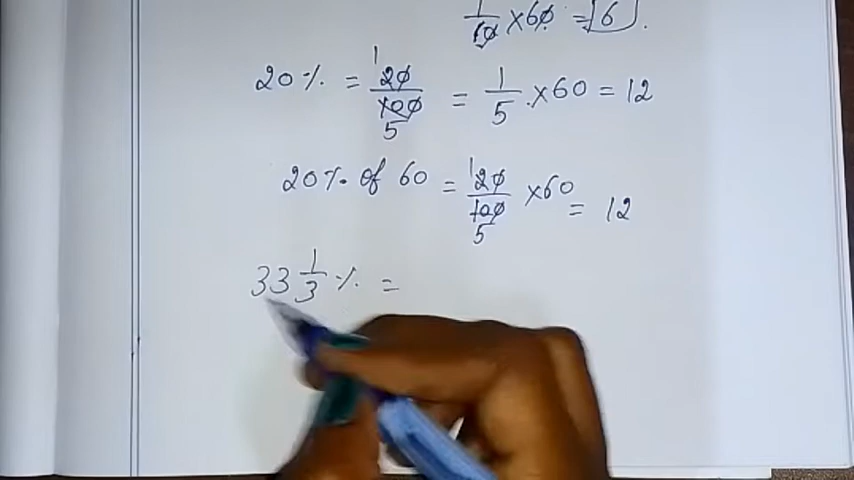 1/10 × 60 = 6.
20% = 20/100 = 1/5 × 60 = 12
20% of 60 = 20/100 × 60 = 12
33 1/3 % =